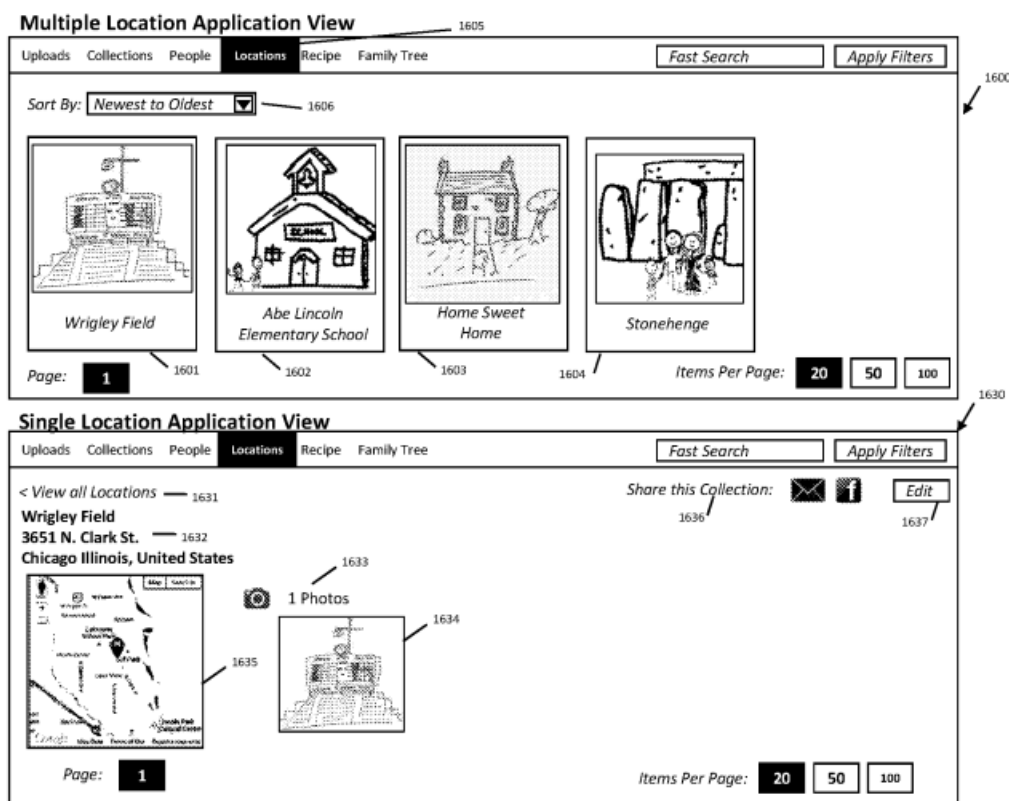 Multiple Location Application View
1605
Uploads Collections People Locations Recipe Family Tree Fast Search Apply Filters
1600
Sort By: Newest to Oldest 1606
SCHOOL
Wrigley Field
Abe Lincoln
Elementary School
Home Sweet
Home
Stonehenge
1601 1602 1603 1604
Page: 1 Items Per Page: 20 50 100
1630
Single Location Application View
Uploads Collections People Locations Recipe Family Tree Fast Search Apply Filters
< View all Locations 1631 Share this Collection: f Edit
1636 1637
Wrigley Field
3651 N. Clark St. 1632
Chicago Illinois, United States
1633
1 Photos
1634
Map
1635
Page: 1 Items Per Page: 20 50 100